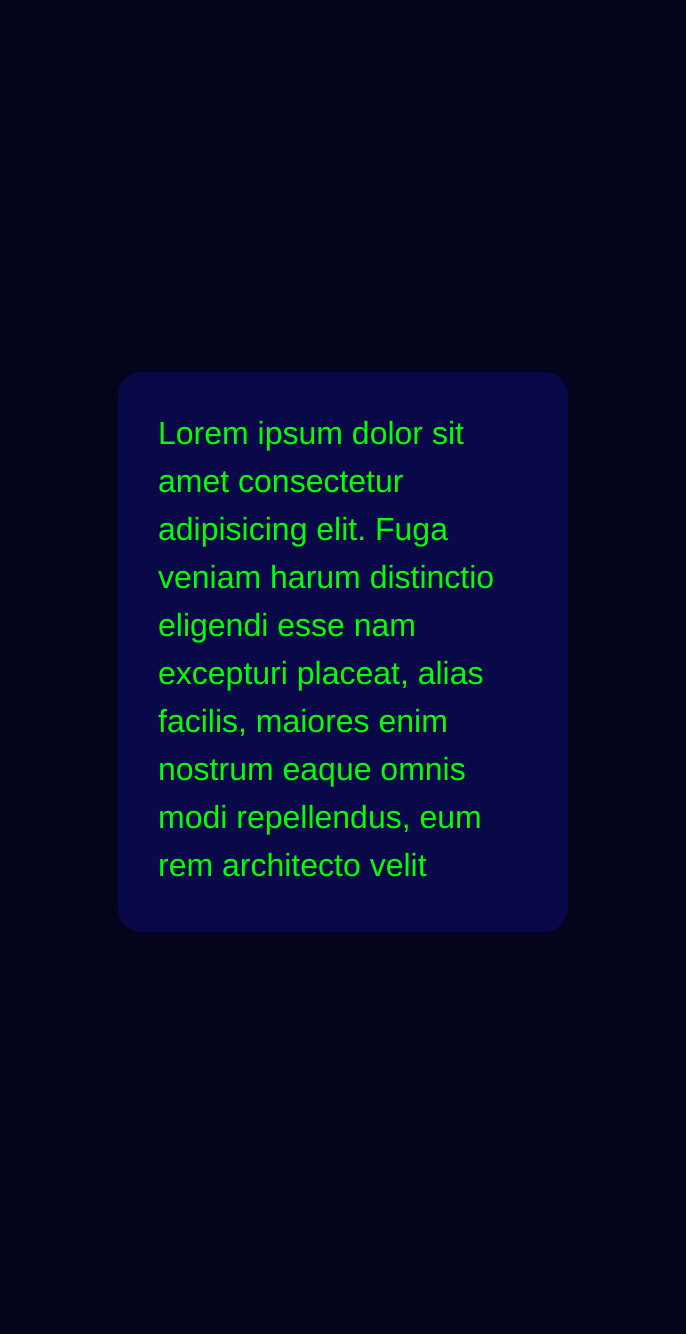 Lorem ipsum dolor sit
amet consectetur
adipisicing elit. Fuga
veniam harum distinctio
eligendi esse nam
excepturi placeat, alias
facilis, maiores enim
nostrum eaque omnis
modi repellendus, eum
rem architecto velit